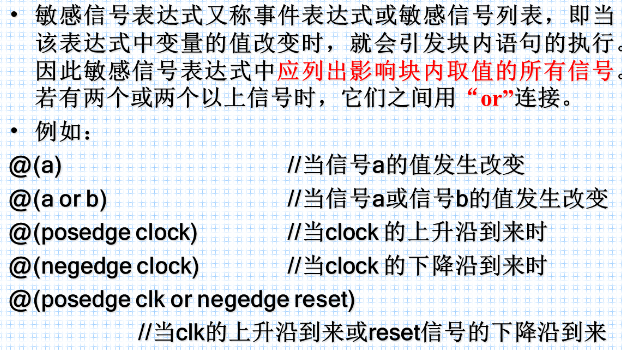 • 敏感信号表达式又称事件表达式或敏感信号列表，即当
该表达式中变量的值改变时，就会引发块内语句的执行。
因此敏感信号表达式中应列出影响块内取值的所有信号。
若有两个或两个以上信号时，它们之间用“or”连接。
• 例如：
@(a) //当信号a的值发生改变
@(a or b) //当信号a或信号b的值发生改变
@(posedge clock) //当clock 的上升沿到来时
@(negedge clock) //当clock 的下降沿到来时
@(posedge clk or negedge reset)
//当clk的上升沿到来或reset信号的下降沿到来